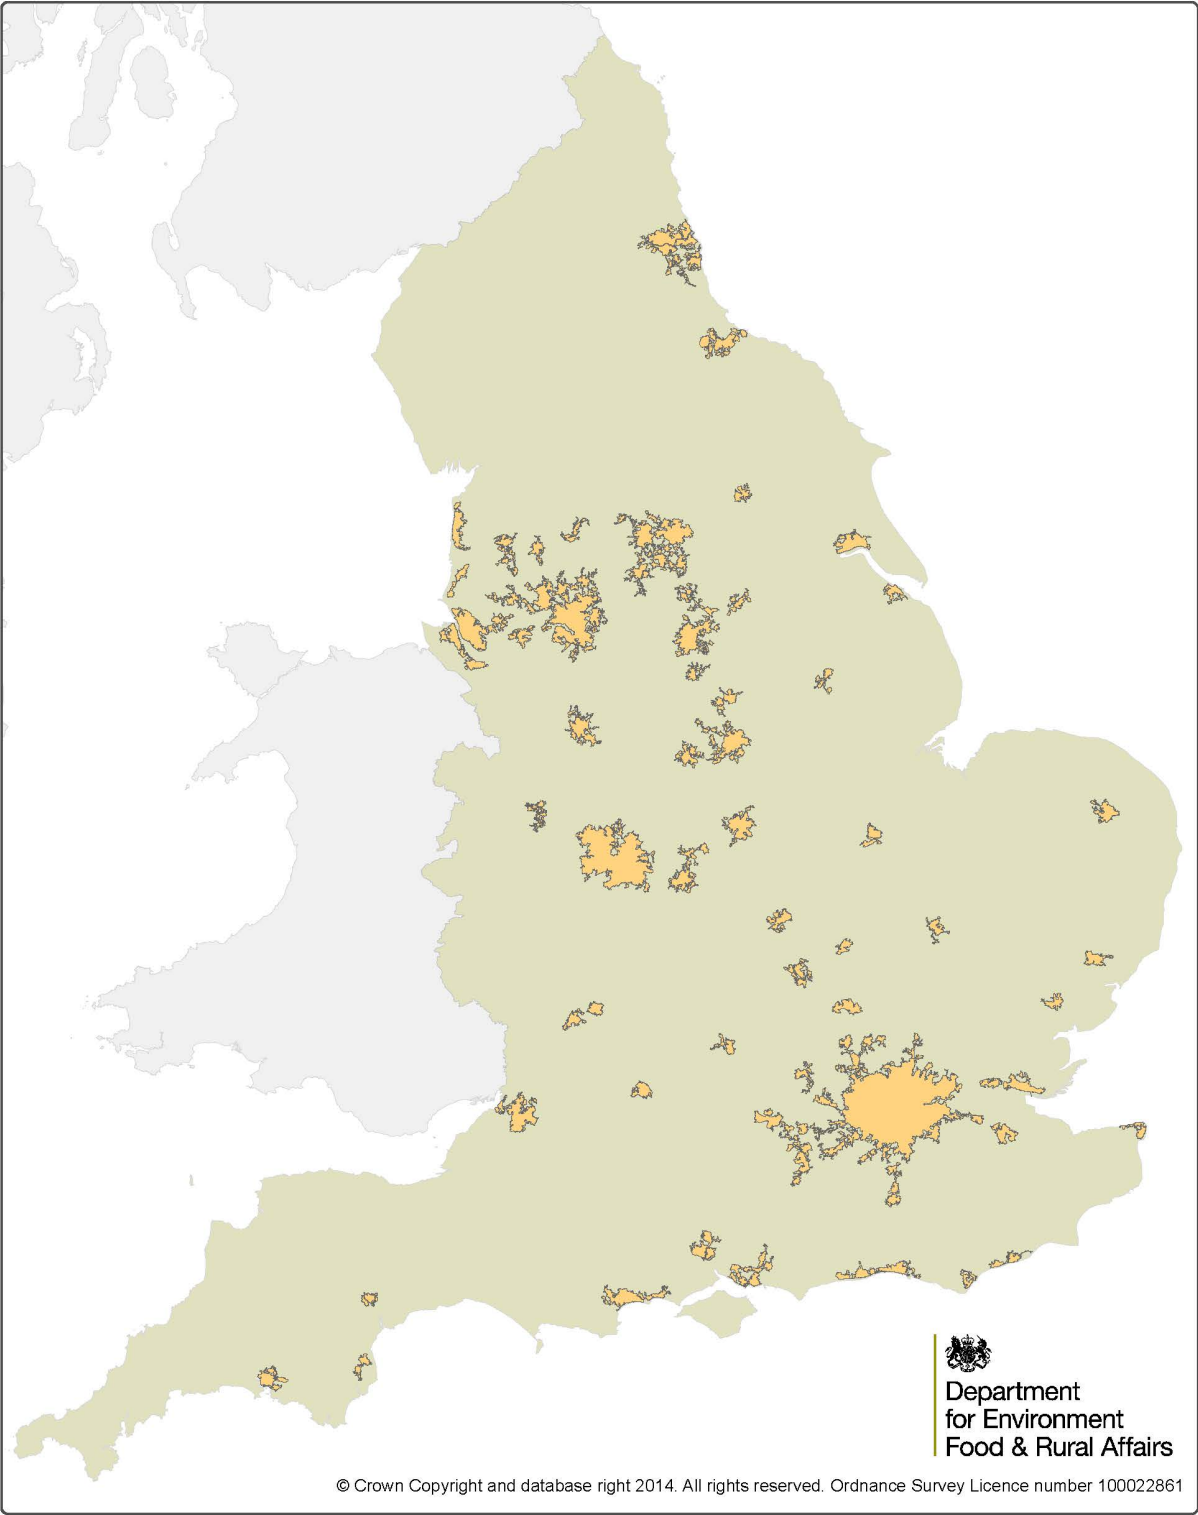 Department
for Environment
Food & Rural Affairs
© Crown Copyright and database right 2014. All rights reserved. Ordnance Survey Licence number 100022861